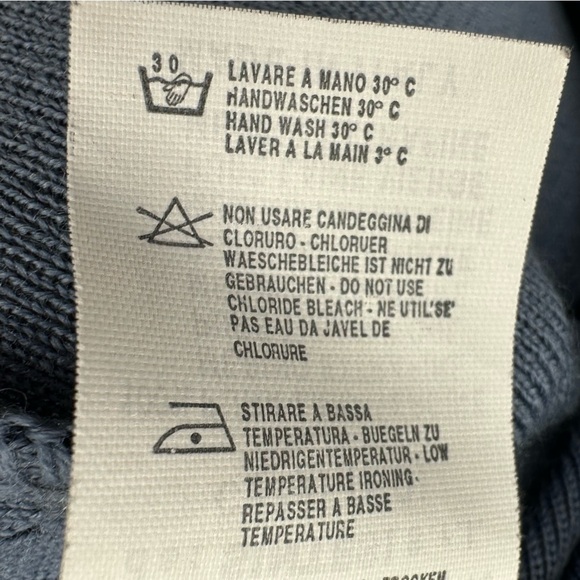 30
LAVARE A MANO 30° C
HANDWASCHEN 30° C
HAND WASH 30° C
LAVER A LA MAIN 3° C
NON USARE CANDEGGINA DI
CLORURO - CHLORUER
WAESCHEBLEICHE IST NICHT ZU
GEBRAUCHEN - DO NOT USE
CHLORIDE BLEACH - NE UTIL'SE'
PAS EAU DA JAVEL DE
CHLORURE
STIRARE A BASSA
TEMPERATURA - BUEGELN ZU
NIEDRIGENTEMPERATUR - LOW
TEMPERATURE IRONING -
REPASSER A BASSE
TEMPERATURE